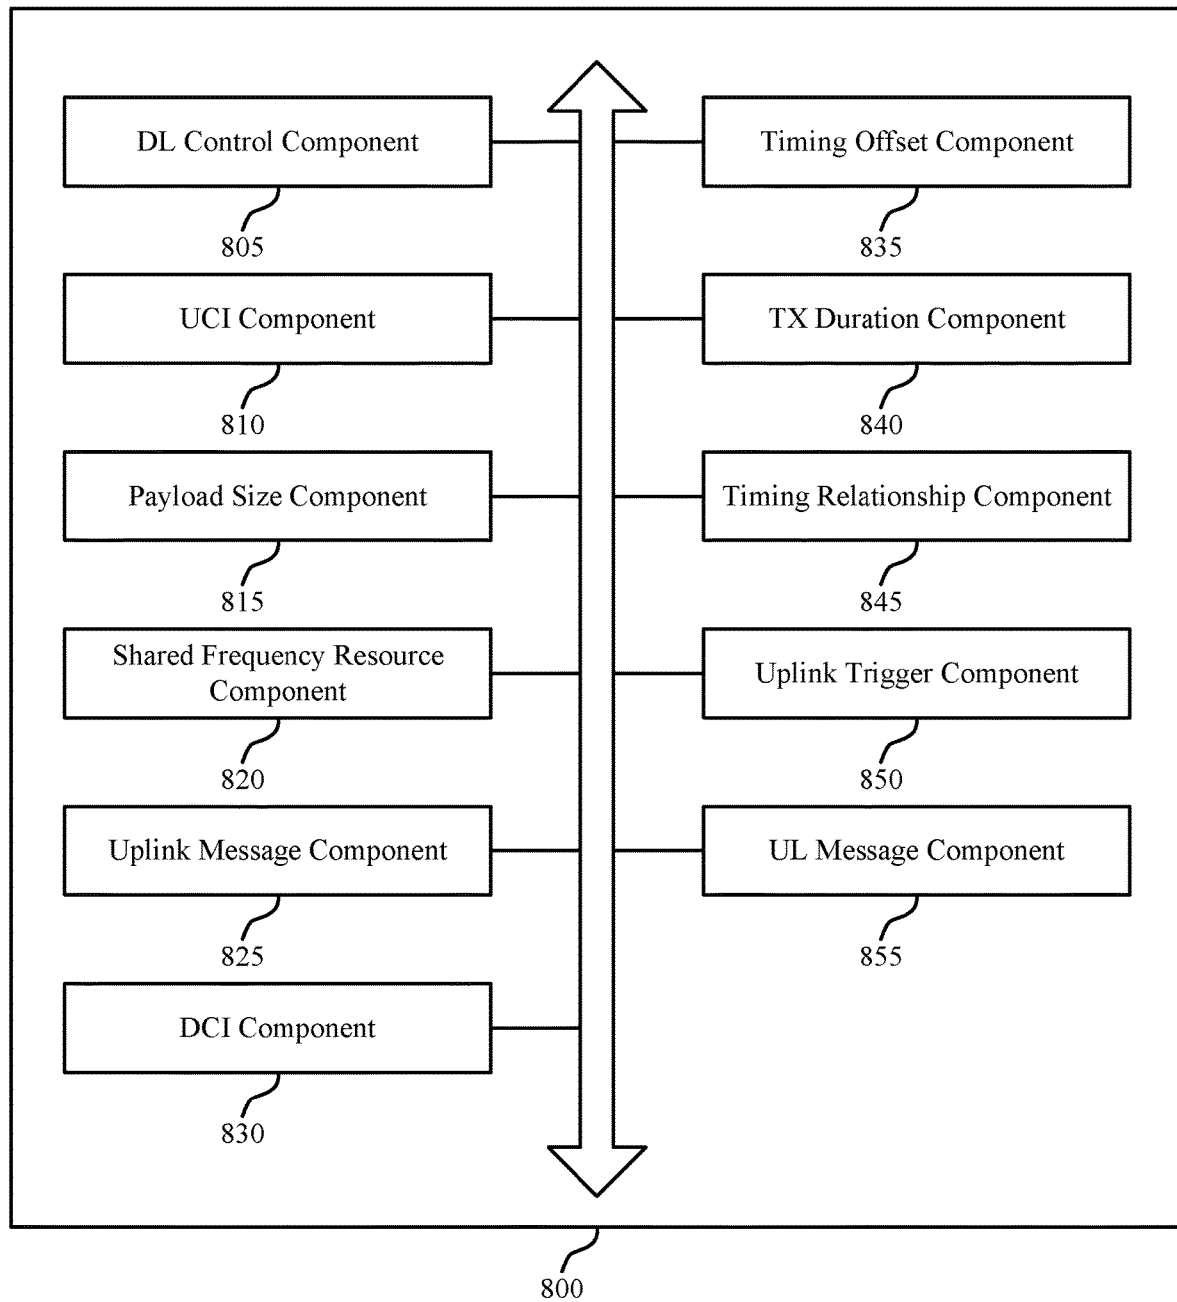 DL Control Component
805
UCI Component
810
Payload Size Component
815
Shared Frequency Resource
Component
820
Uplink Message Component
825
DCI Component
830
Timing Offset Component
835
TX Duration Component
840
Timing Relationship Component
845
Uplink Trigger Component
850
UL Message Component
855
800